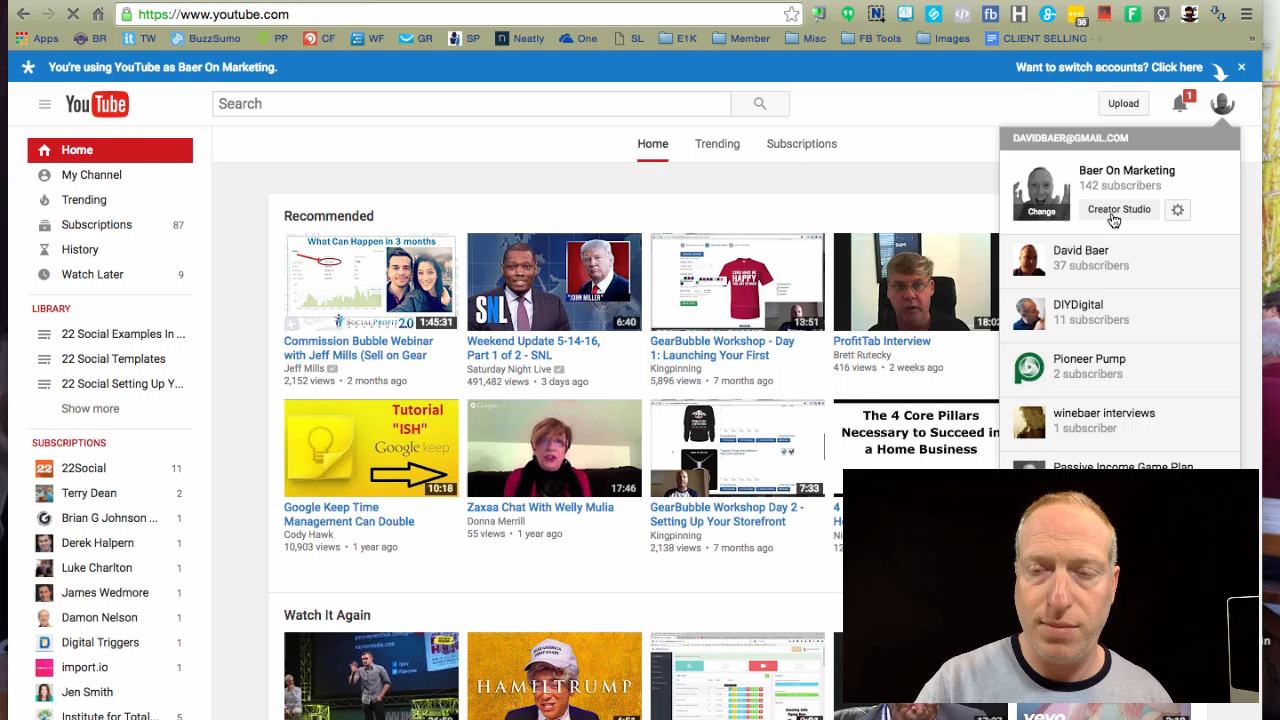 https://www.youtube.com
36
Apps BR TW BuzzSumo PP CF WF GR SP Neatly One SL E1K Member Misc FB Tools Images CLIENT SELLING -
You're using YouTube as Baer On Marketing.
Want to switch accounts? Click here
YouTube
Search
Upload
1
Home
My Channel
Trending
Subscriptions 87
History
Watch Later 9
LIBRARY
22 Social Examples In ...
22 Social Templates
22 Social Setting Up Y...
Show more
SUBSCRIPTIONS
22Social 11
Terry Dean 2
Brian G Johnson ... 1
Derek Halpern 1
Luke Charlton 1
James Wedmore 1
Damon Nelson 1
Digital Triggers 1
import.io 1
Jen Smith 1
Institute for Total... 5
Home Trending Subscriptions
Recommended
What Can Happen in 3 months
SOCIALPROFIT 2.0
1:45:31
Commission Bubble Webinar
with Jeff Mills (Sell on Gear
Jeff Mills
2,152 views • 2 months ago
SNL
"JOHN MILLER"
6:40
Weekend Update 5-14-16,
Part 1 of 2 - SNL
Saturday Night Live
491,482 views • 3 days ago
13:51
GearBubble Workshop - Day
1: Launching Your First
Kingpinning
5,896 views • 7 months ago
18:02
ProfitTab Interview
Brett Rutecky
416 views • 2 weeks ago
Tutorial
"ISH"
Google keep
10:18
Google Keep Time
Management Can Double
Cody Hawk
10,903 views • 1 year ago
Google+
17:46
Zaxaa Chat With Welly Mulia
Donna Merrill
55 views • 1 year ago
7:33
GearBubble Workshop Day 2 -
Setting Up Your Storefront
Kingpinning
2,138 views • 7 months ago
The 4 Core Pillars
Necessary to Succeed in
a Home Business
Watch It Again
HAMILTRUMP
DAVIDBAER@GMAIL.COM
Baer On Marketing
142 subscribers
Change
Creator Studio
David Baer
37 subscribers
DIYDigital
11 subscribers
Pioneer Pump
2 subscribers
winebaer interviews
1 subscriber
Passive Income Game Plan